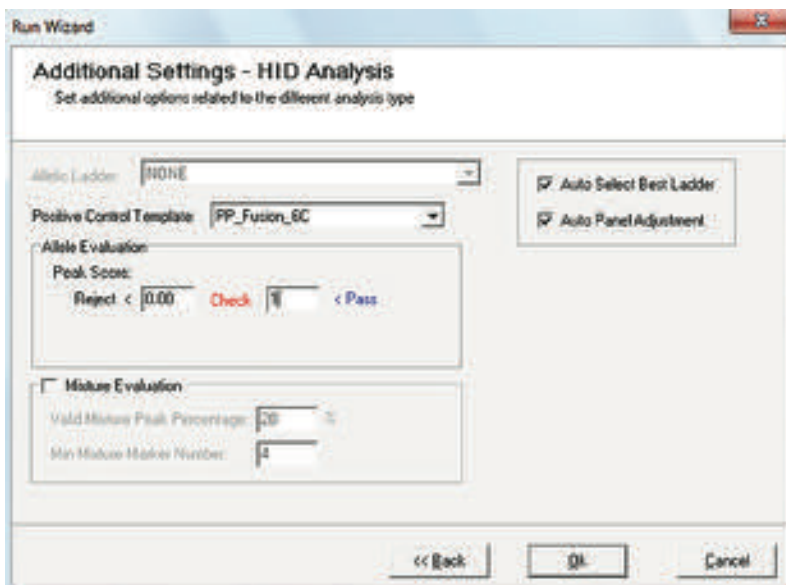 Run Wizard
Additional Settings - HID Analysis
Set additional options related to the different analysis type
Allelic Ladder: NONE
Auto Select Best Ladder
Positive Control Template: PP_Fusion_6C
Auto Panel Adjustment
Allele Evaluation
Peak Score:
Reject < 0.00 Check 1 < Pass
Mixture Evaluation
Valid Mixture Peak Percentage: 20 %
Min Mixture Marker Number: 4
<< Back Ok Cancel